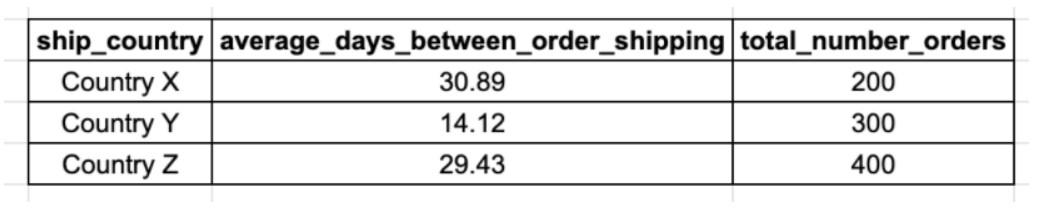 ship_country average_days_between_order_shipping total_number_orders
Country X 30.89 200
Country Y 14.12 300
Country Z 29.43 400